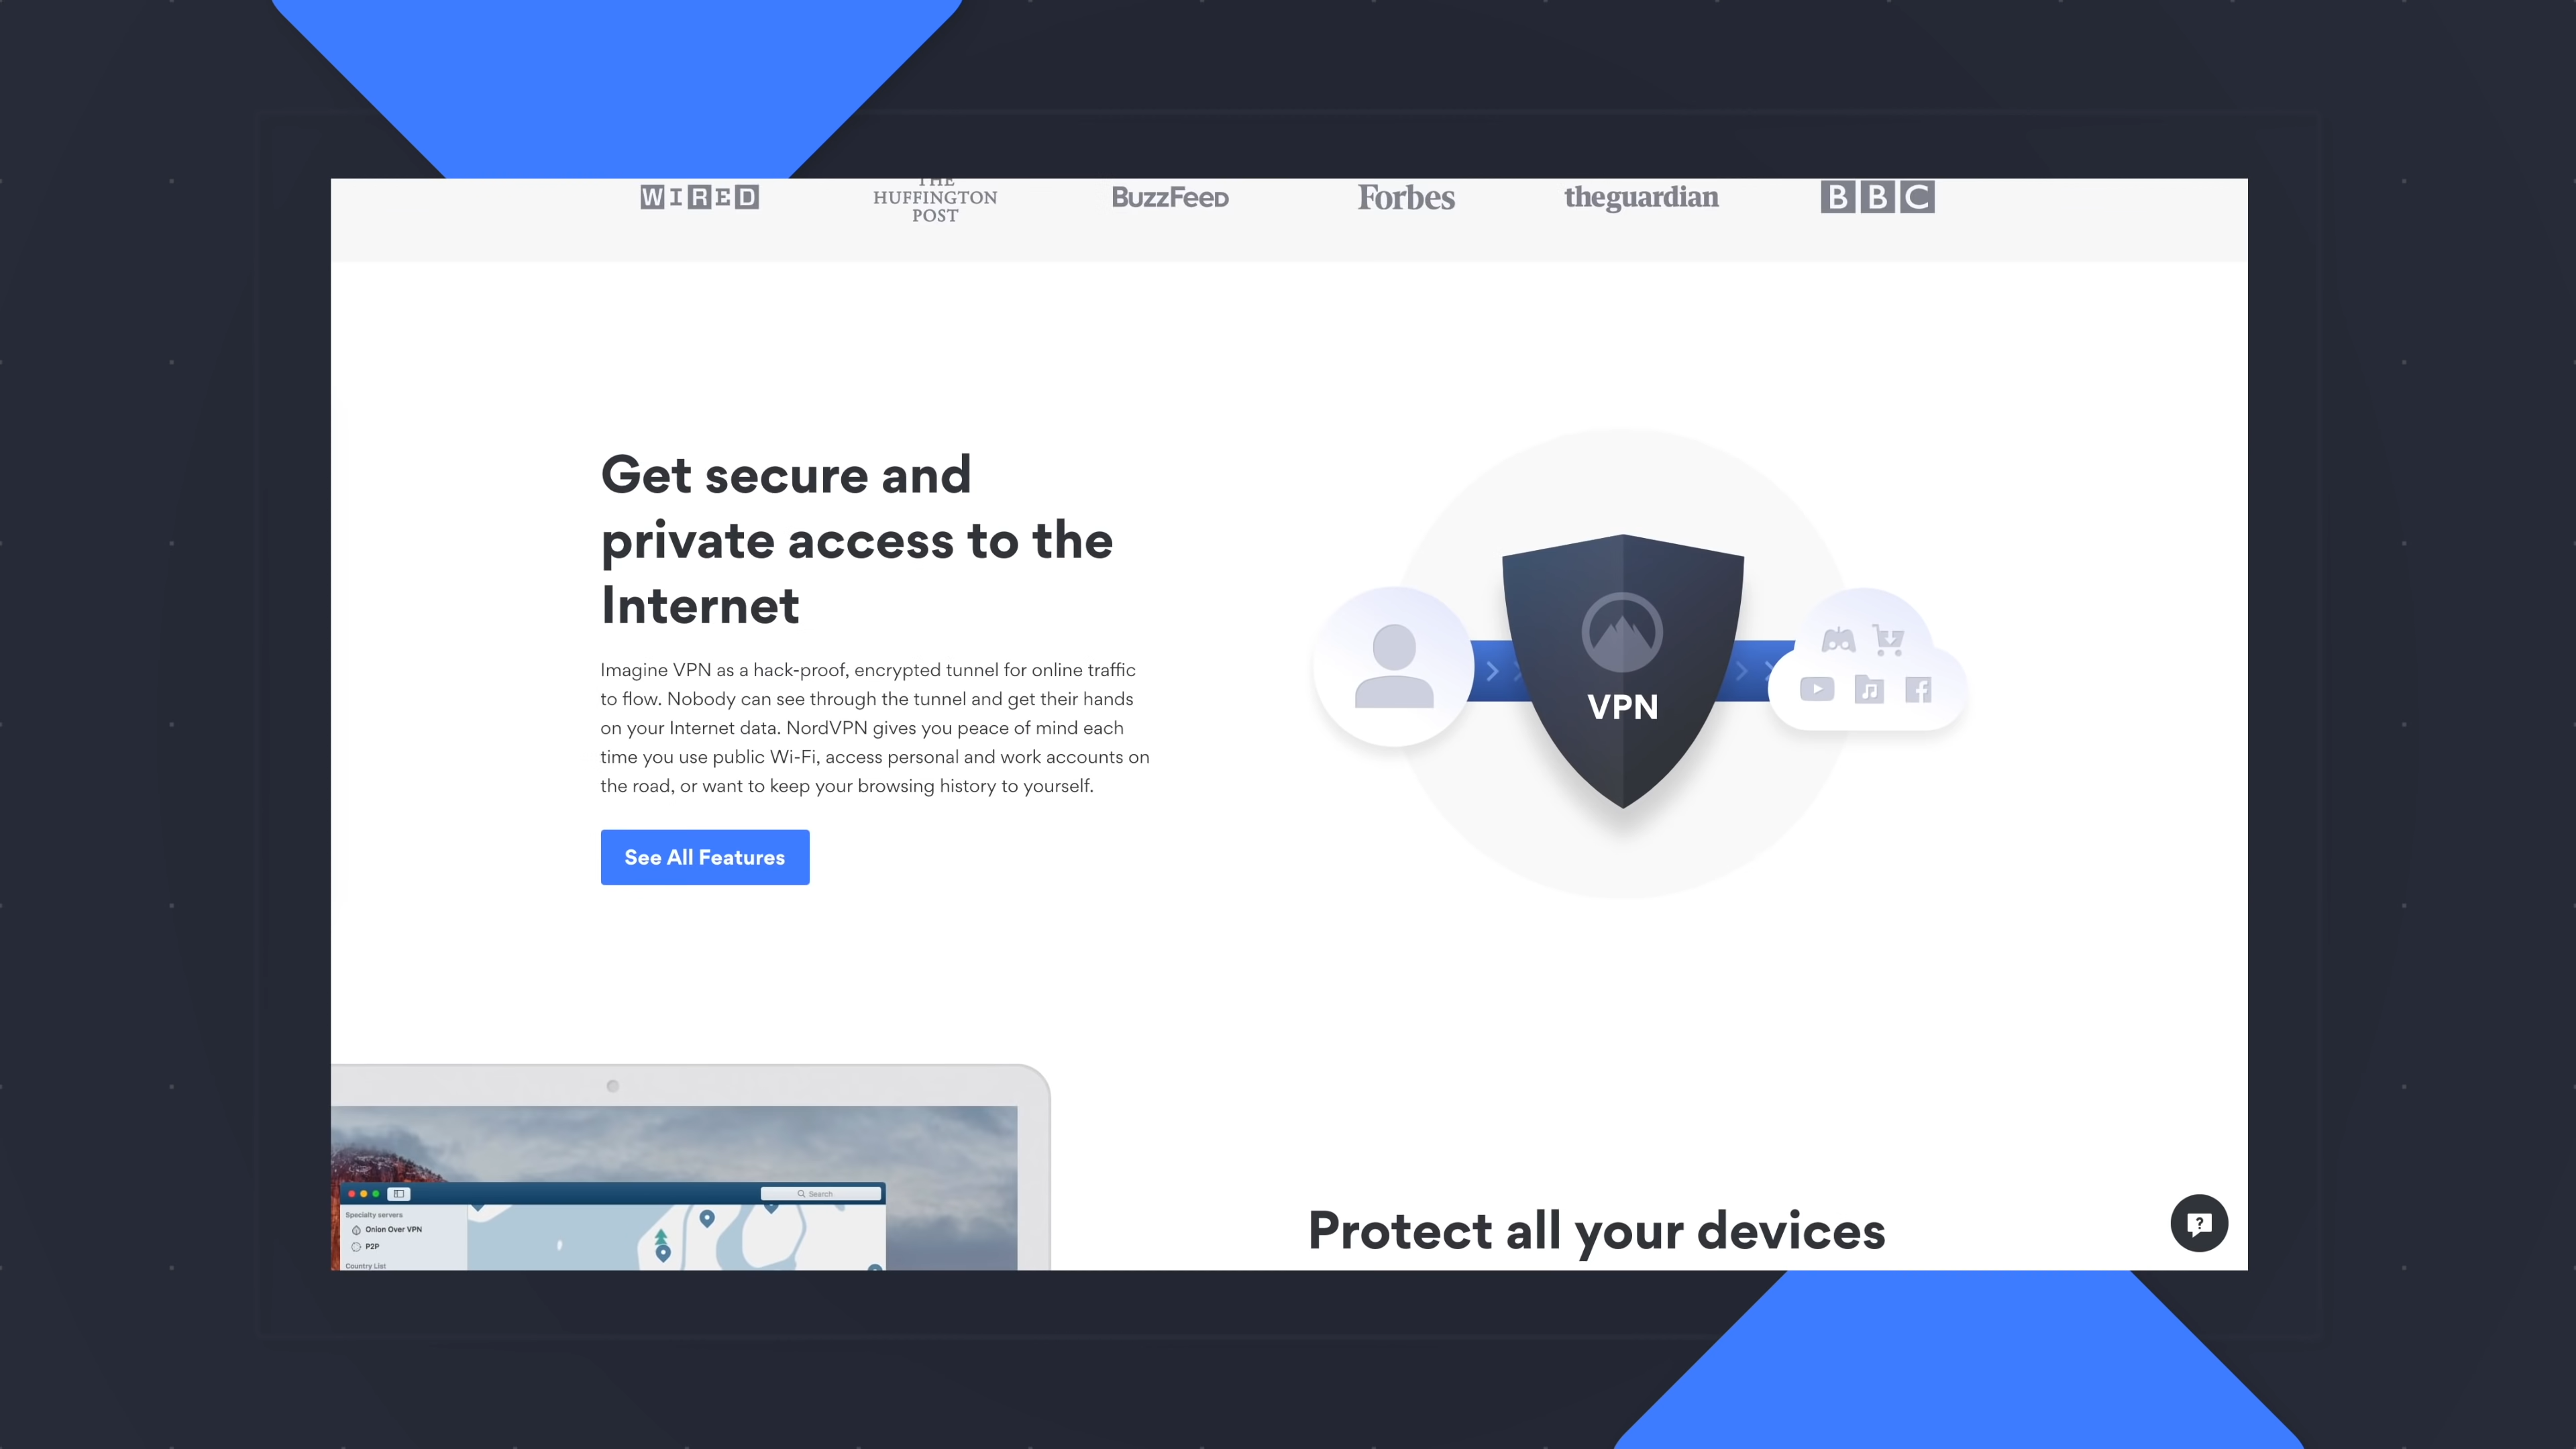 WIRED
THE
HUFFINGTON
POST
BuzzFeed
Forbes
theguardian
BBC
Get secure and
private access to the
Internet
Imagine VPN as a hack-proof, encrypted tunnel for online traffic
to flow. Nobody can see through the tunnel and get their hands
on your Internet data. NordVPN gives you peace of mind each
time you use public Wi-Fi, access personal and work accounts on
the road, or want to keep your browsing history to yourself.
See All Features
VPN
Search
Specialty servers
Onion Over VPN
P2P
Country List
Protect all your devices